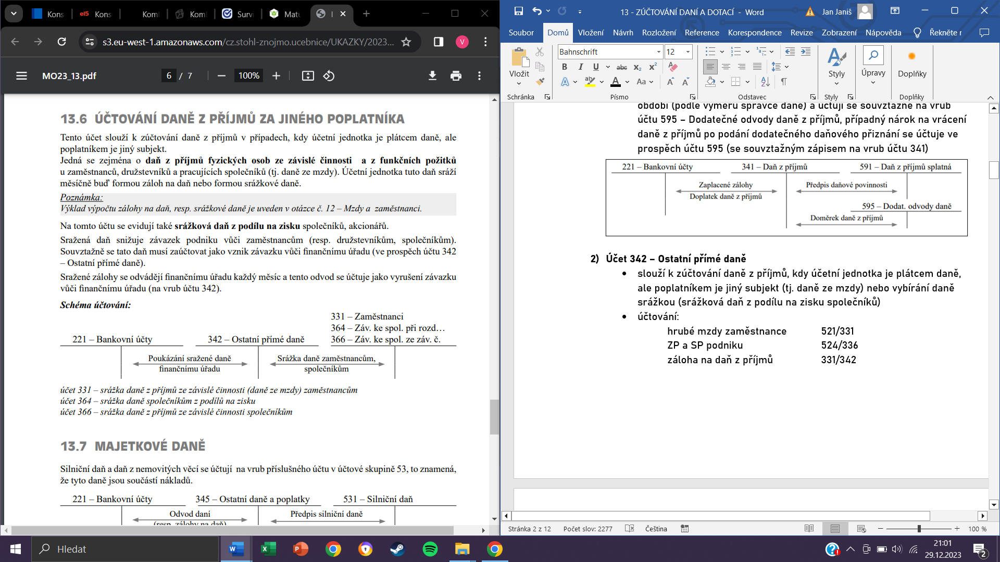 Kons
Kons
Koml
Koml
Survi
Matu
s3.eu-west-1.amazonaws.com/cz.stohl-znojmo.ucebnice/UKAZKY/2023...
V
MO23_13.pdf
6 / 7
100%
13.6 ÚČTOVÁNÍ DANĚ Z PŘÍJMŮ ZA JINÉHO POPLATNÍKA
Tento účet slouží k zúčtování daně z příjmů v případech, kdy účetní jednotka je plátcem daně, ale
poplatníkem je jiný subjekt.
Jedná se zejména o daň z příjmů fyzických osob ze závislé činnosti a z funkčních požitků
u zaměstnanců, družstevníků a pracujících společníků (tj. daně ze mzdy). Účetní jednotka tuto daň sráží
měsíčně buď formou záloh na daň nebo formou srážkové daně.
Poznámka:
Výklad výpočtu zálohy na daň, resp. srážkové daně je uveden v otázce č. 12 – Mzdy a zaměstnanci.
Na tomto účtu se evidují také srážková daň z podílu na zisku společníků, akcionářů.
Sražená daň snižuje závazek podniku vůči zaměstnancům (resp. družstevníkům, společníkům).
Souvztažně se tato daň musí zaúčtovat jako vznik závazku vůči finančnímu úřadu (ve prospěch účtu 342
– Ostatní přímé daně).
Sražené zálohy se odvádějí finančnímu úřadu každý měsíc a tento odvod se účtuje jako vyrušení závazku
vůči finančnímu úřadu (na vrub účtu 342).
Schéma účtování:
331 – Zaměstnanci
364 – Záv. ke spol. při rozd…
221 – Bankovní účty 342 – Ostatní přímé daně 366 – Záv. ke spol. ze záv. č.
Poukázání sražené daně Srážka daně zaměstnancům,
finančnímu úřadu společníkům
účet 331 – srážka daně z příjmů ze závislé činnosti (daně ze mzdy) zaměstnancům
účet 364 – srážka daně společníkům z podílů na zisku
účet 366 – srážka daně z příjmů ze závislé činnosti společníkům
13.7 MAJETKOVÉ DANĚ
Silniční daň a daň z nemovitých věcí se účtují na vrub příslušného účtu v účtové skupině 53, to znamená,
že tyto daně jsou součástí nákladů.
221 – Bankovní účty 345 – Ostatní daně a poplatky 531 – Silniční daň
Odvod daní Předpis silniční daně
(resp. zálohy na daň)
13 - ZÚČTOVÁNÍ DANÍ A DOTACÍ - Word
Jan Janiš
Soubor Domů Vložení Návrh Rozložení Reference Korespondence Revize Zobrazení Nápověda Řekněte
Bahnschrift 12
Vložit
Styly
Úpravy
Doplňky
Schránka Písmo Odstavec Styly Doplňky
období (podle výměru správce daně) a účtují se souvztažně na vrub
účtu 595 – Dodatečné odvody daně z příjmů, případný nárok na vrácení
daně z příjmů po podání dodatečného daňového přiznání se účtuje ve
prospěch účtu 595 (se souvztažným zápisem na vrub účtu 341)
221 – Bankovní účty 341 – Daň z příjmů 591 – Daň z příjmů splatná
Zaplacené zálohy Předpis daňové povinnosti
Doplatek daně z příjmů
595 – Dodat. odvody daně
Doměrek daně z příjmů
2) Účet 342 – Ostatní přímé daně
• slouží k zúčtování daně z příjmů, kdy účetní jednotka je plátcem daně,
ale poplatníkem je jiný subjekt (tj. daně ze mzdy) nebo vybírání daně
srážkou (srážková daň z podílu na zisku společníků)
• účtování:
hrubé mzdy zaměstnance 521/331
ZP a SP podniku 524/336
záloha na daň z příjmů 331/342
Stránka 2 z 12 Počet slov: 2277 Čeština 100 %
Hledat
21:01
29.12.2023
2